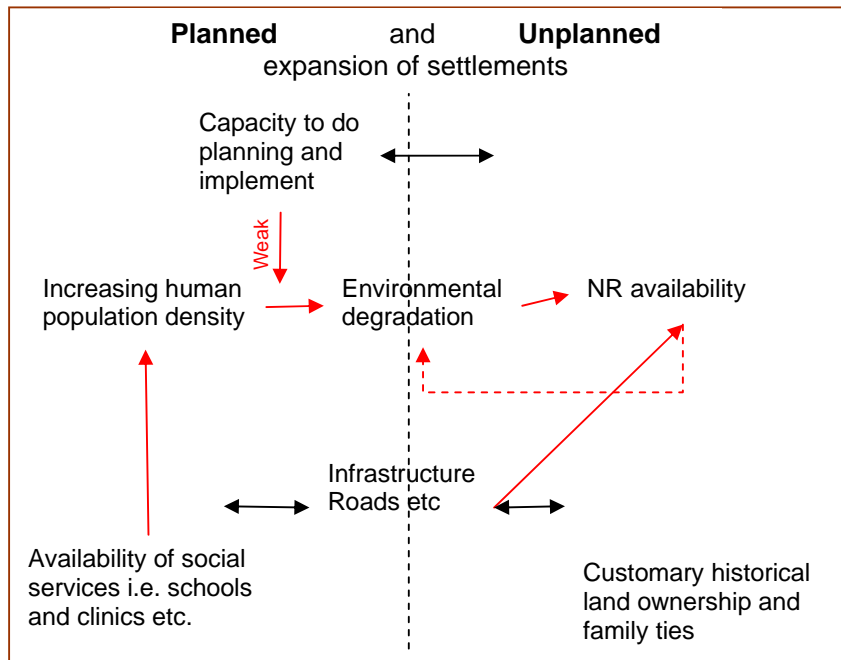 Planned and Unplanned
expansion of settlements
Capacity to do
planning and
implement
Weak
Increasing human
population density
Environmental
degradation
NR availability
Infrastructure
Roads etc
Availability of social
services i.e. schools
and clinics etc.
Customary historical
land ownership and
family ties